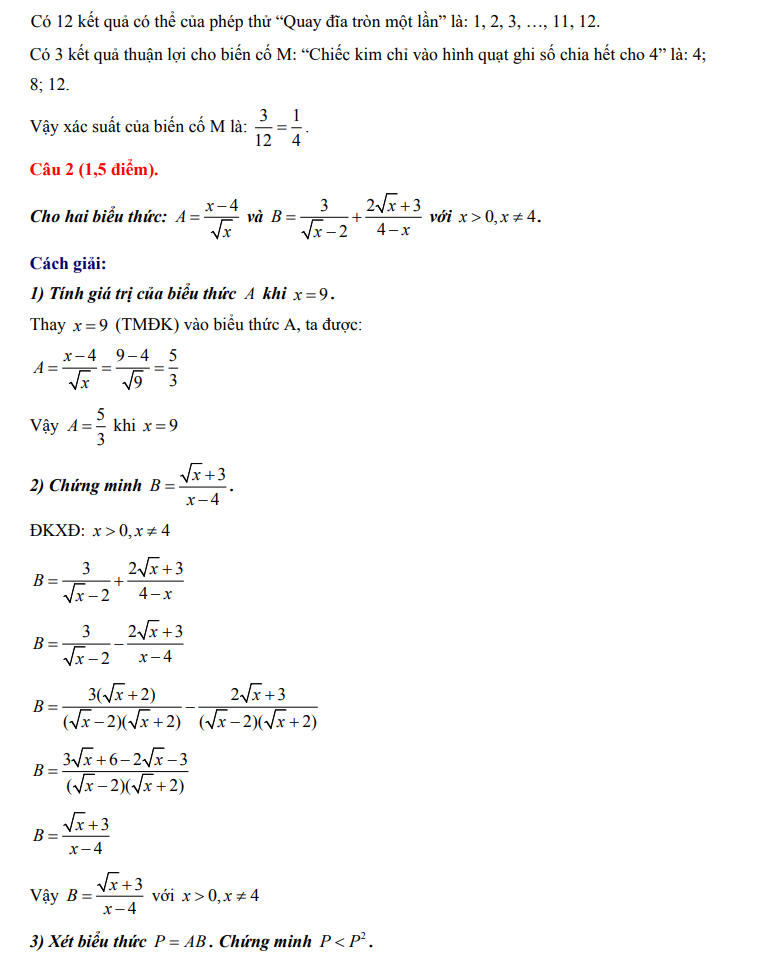 Có 12 kết quả có thể của phép thử “Quay đĩa tròn một lần” là: 1, 2, 3, …, 11, 12.
Có 3 kết quả thuận lợi cho biến cố M: “Chiếc kim chỉ vào hình quạt ghi số chia hết cho 4” là: 4;
8; 12.
Vậy xác suất của biến cố M là: 3/12 = 1/4.
Câu 2 (1,5 điểm).
Cho hai biểu thức: A = (x − 4)/√x và B = 3/(√x − 2) + (2√x + 3)/(4 − x) với x > 0, x ≠ 4.
Cách giải:
1) Tính giá trị của biểu thức A khi x = 9.
Thay x = 9 (TMĐK) vào biểu thức A, ta được:
A = (x − 4)/√x = (9 − 4)/√9 = 5/3
Vậy A = 5/3 khi x = 9
2) Chứng minh B = (√x + 3)/(x − 4).
ĐKXĐ: x > 0, x ≠ 4
B = 3/(√x − 2) + (2√x + 3)/(4 − x)
B = 3/(√x − 2) − (2√x + 3)/(x − 4)
B = 3(√x + 2)/((√x − 2)(√x + 2)) − (2√x + 3)/((√x − 2)(√x + 2))
B = (3√x + 6 − 2√x − 3)/((√x − 2)(√x + 2))
B = (√x + 3)/(x − 4)
Vậy B = (√x + 3)/(x − 4) với x > 0, x ≠ 4
3) Xét biểu thức P = AB. Chứng minh P < P².